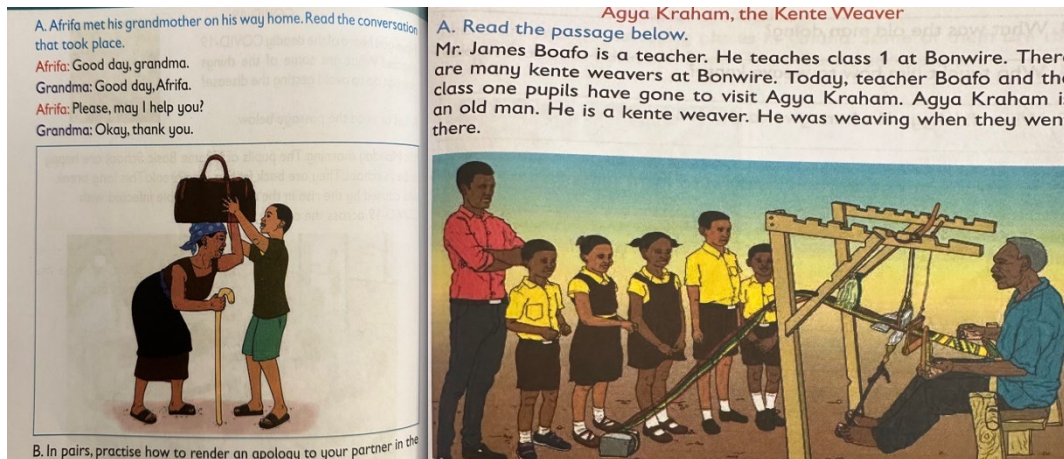 A. Afrifa met his grandmother on his way home. Read the conversation
that took place.
Afrifa: Good day, grandma.
Grandma: Good day, Afrifa.
Afrifa: Please, may I help you?
Grandma: Okay, thank you.
B. In pairs, practise how to render an apology to your partner in the
Agya Kraham, the Kente Weaver
A. Read the passage below.
Mr. James Boafo is a teacher. He teaches class 1 at Bonwire. Ther
are many kente weavers at Bonwire. Today, teacher Boafo and th
class one pupils have gone to visit Agya Kraham. Agya Kraham i
an old man. He is a kente weaver. He was weaving when they wen
there.